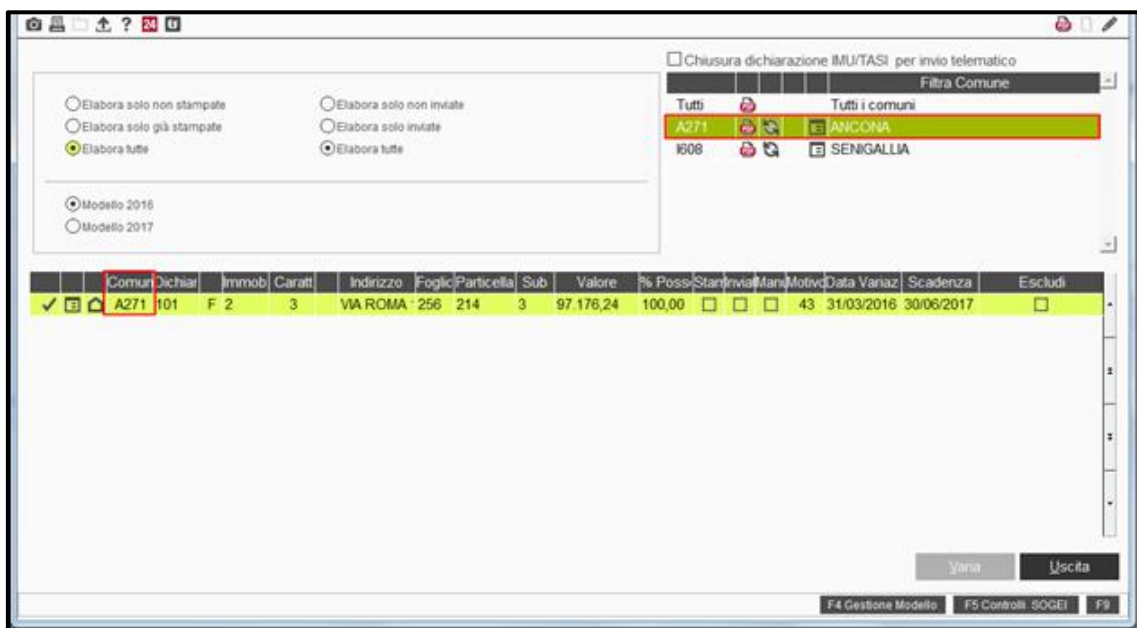 ? 24
Chiusura dichiarazione IMU/TASI per invio telematico
Filtra Comune
Tutti Tutti i comuni
A271 ANCONA
I608 SENIGALLIA
Elabora solo non stampate Elabora solo non inviate
Elabora solo già stampate Elabora solo inviate
Elabora tutte Elabora tutte
Modello 2016
Modello 2017
Comun Dichiar Immob Caratt Indirizzo Foglic Particella Sub Valore % Poss Stam Inviat Manu Motivo Data Variaz Scadenza Escludi
A271 101 F 2 3 VIA ROMA 256 214 3 97.176,24 100,00 43 31/03/2016 30/06/2017
Varia Uscita
F4 Gestione Modello F5 Controlli SOGEI F9